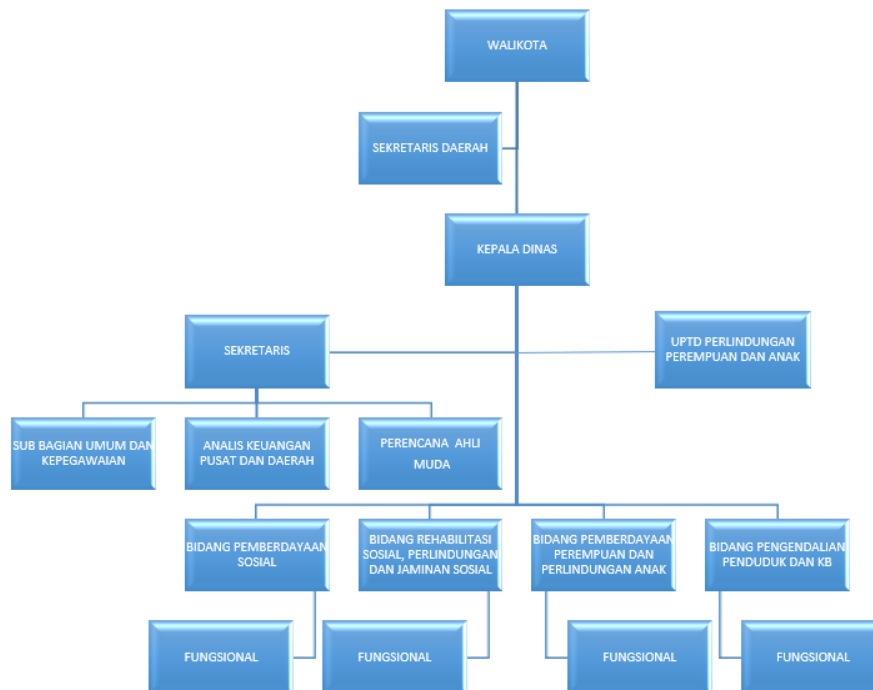 WALIKOTA
SEKRETARIS DAERAH
KEPALA DINAS
SEKRETARIS
UPTD PERLINDUNGAN
PEREMPUAN DAN ANAK
SUB BAGIAN UMUM DAN
KEPEGAWAIAN
ANALIS KEUANGAN
PUSAT DAN DAERAH
PERENCANA AHLI
MUDA
BIDANG PEMBERDAYAAN
SOSIAL
BIDANG REHABILITASI
SOSIAL, PERLINDUNGAN
DAN JAMINAN SOSIAL
BIDANG PEMBERDAYAAN
PEREMPUAN DAN
PERLINDUNGAN ANAK
BIDANG PENGENDALIAN
PENDUDUK DAN KB
FUNGSIONAL
FUNGSIONAL
FUNGSIONAL
FUNGSIONAL